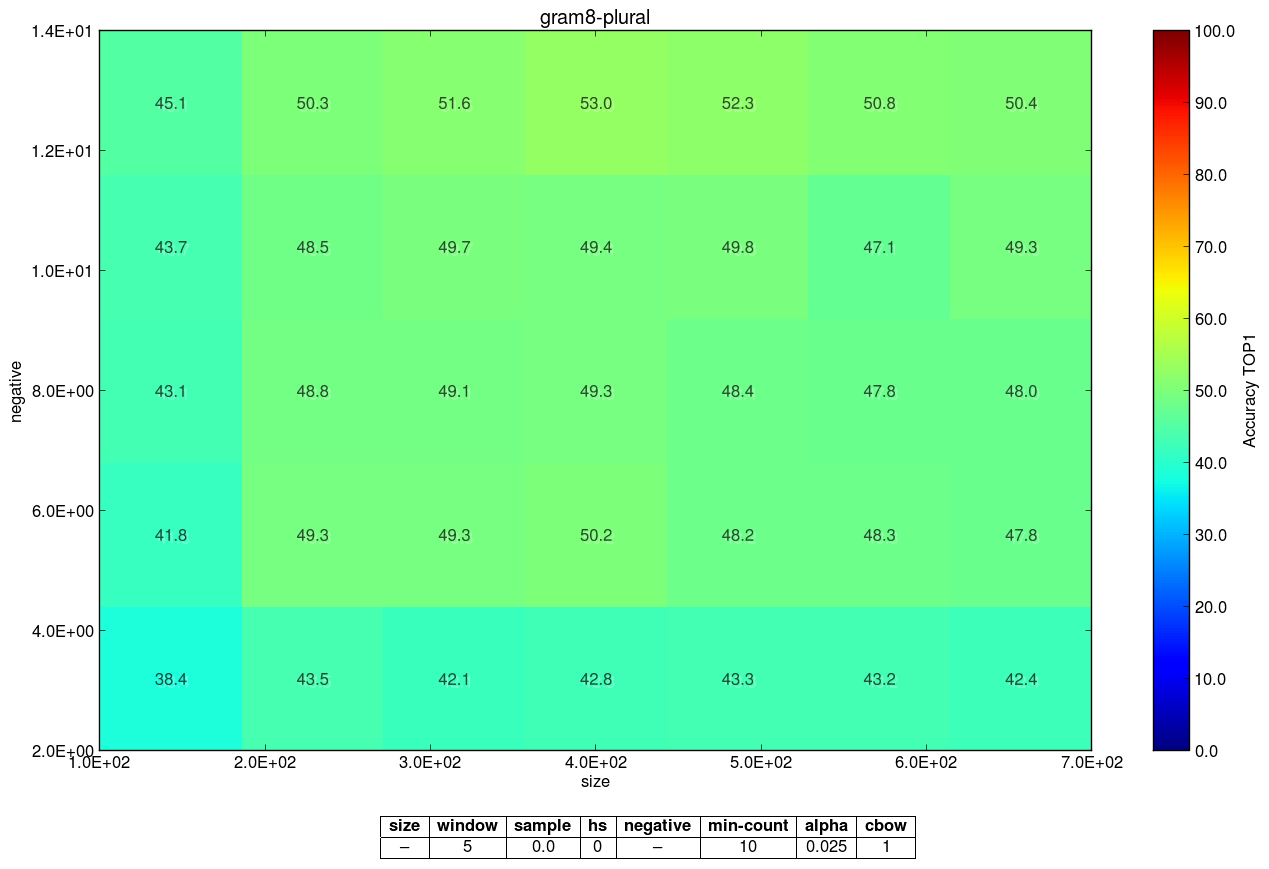 gram8-plural
1.4E+01
45.1 50.3 51.6 53.0 52.3 50.8 50.4
1.2E+01
43.7 48.5 49.7 49.4 49.8 47.1 49.3
1.0E+01
negative
8.0E+00
43.1 48.8 49.1 49.3 48.4 47.8 48.0
6.0E+00
41.8 49.3 49.3 50.2 48.2 48.3 47.8
4.0E+00
38.4 43.5 42.1 42.8 43.3 43.2 42.4
2.0E+00
1.0E+02 2.0E+02 3.0E+02 4.0E+02 5.0E+02 6.0E+02 7.0E+02
size
100.0
90.0
80.0
70.0
60.0
50.0
40.0
30.0
20.0
10.0
0.0
Accuracy TOP1
size window sample hs negative min-count alpha cbow
– 5 0.0 0 – 10 0.025 1